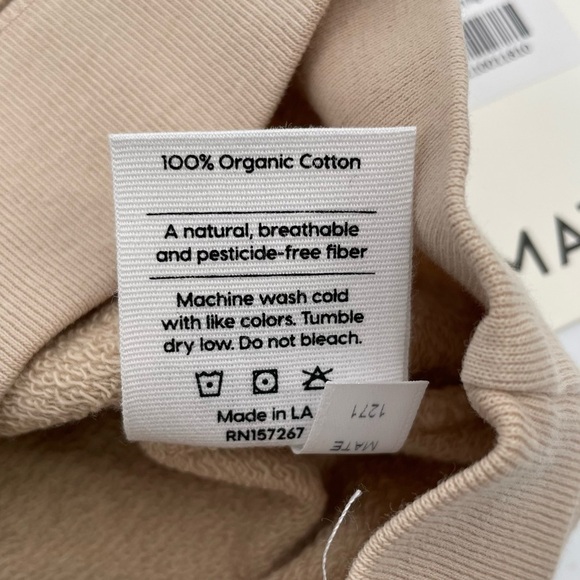 100% Organic Cotton
A natural, breathable
and pesticide-free fiber
Machine wash cold
with like colors. Tumble
dry low. Do not bleach.
Made in LA
RN157267
1271
MATE
MA